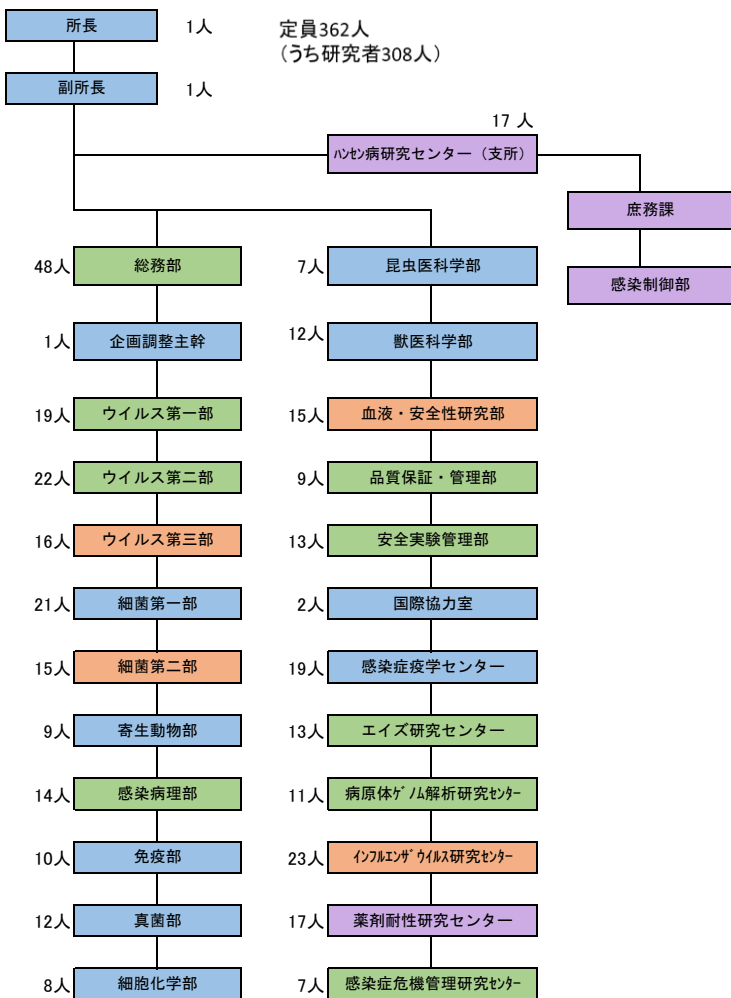 所長 1人
定員362人
(うち研究者308人)
副所長 1人
17 人
ハンセン病研究センター（支所）
庶務課
感染制御部
48人 総務部
1人 企画調整主幹
19人 ウイルス第一部
22人 ウイルス第二部
16人 ウイルス第三部
21人 細菌第一部
15人 細菌第二部
9人 寄生動物部
14人 感染病理部
10人 免疫部
12人 真菌部
8人 細胞化学部
7人 昆虫医科学部
12人 獣医科学部
15人 血液・安全性研究部
9人 品質保証・管理部
13人 安全実験管理部
2人 国際協力室
19人 感染症疫学センター
13人 エイズ研究センター
11人 病原体ゲノム解析研究センター
23人 インフルエンザウイルス研究センター
17人 薬剤耐性研究センター
7人 感染症危機管理研究センター